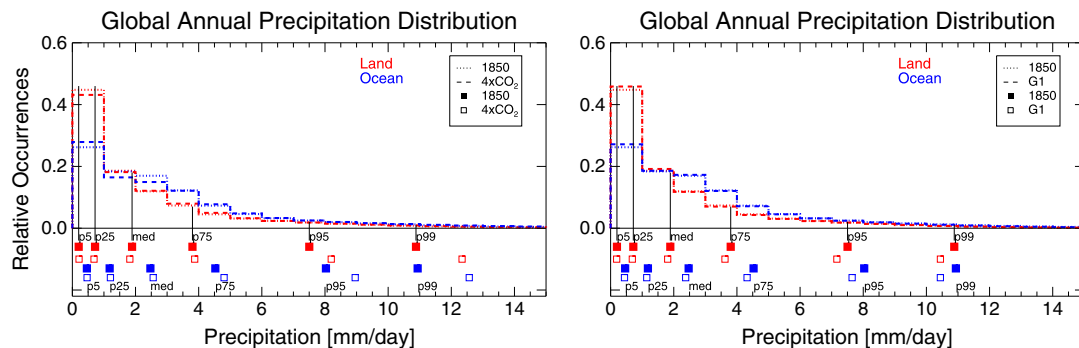 Global Annual Precipitation Distribution
Relative Occurrences
0.6
0.4
0.2
0.0
Land
Ocean
1850
4xCO2
1850
4xCO2
p5 p25 med p75 p95 p99
p5 p25 med p75 p95 p99
0 2 4 6 8 10 12 14
Precipitation [mm/day]
Global Annual Precipitation Distribution
0.6
0.4
0.2
0.0
Land
Ocean
1850
G1
1850
G1
p5 p25 med p75 p95 p99
p5 p25 med p75 p95 p99
0 2 4 6 8 10 12 14
Precipitation [mm/day]